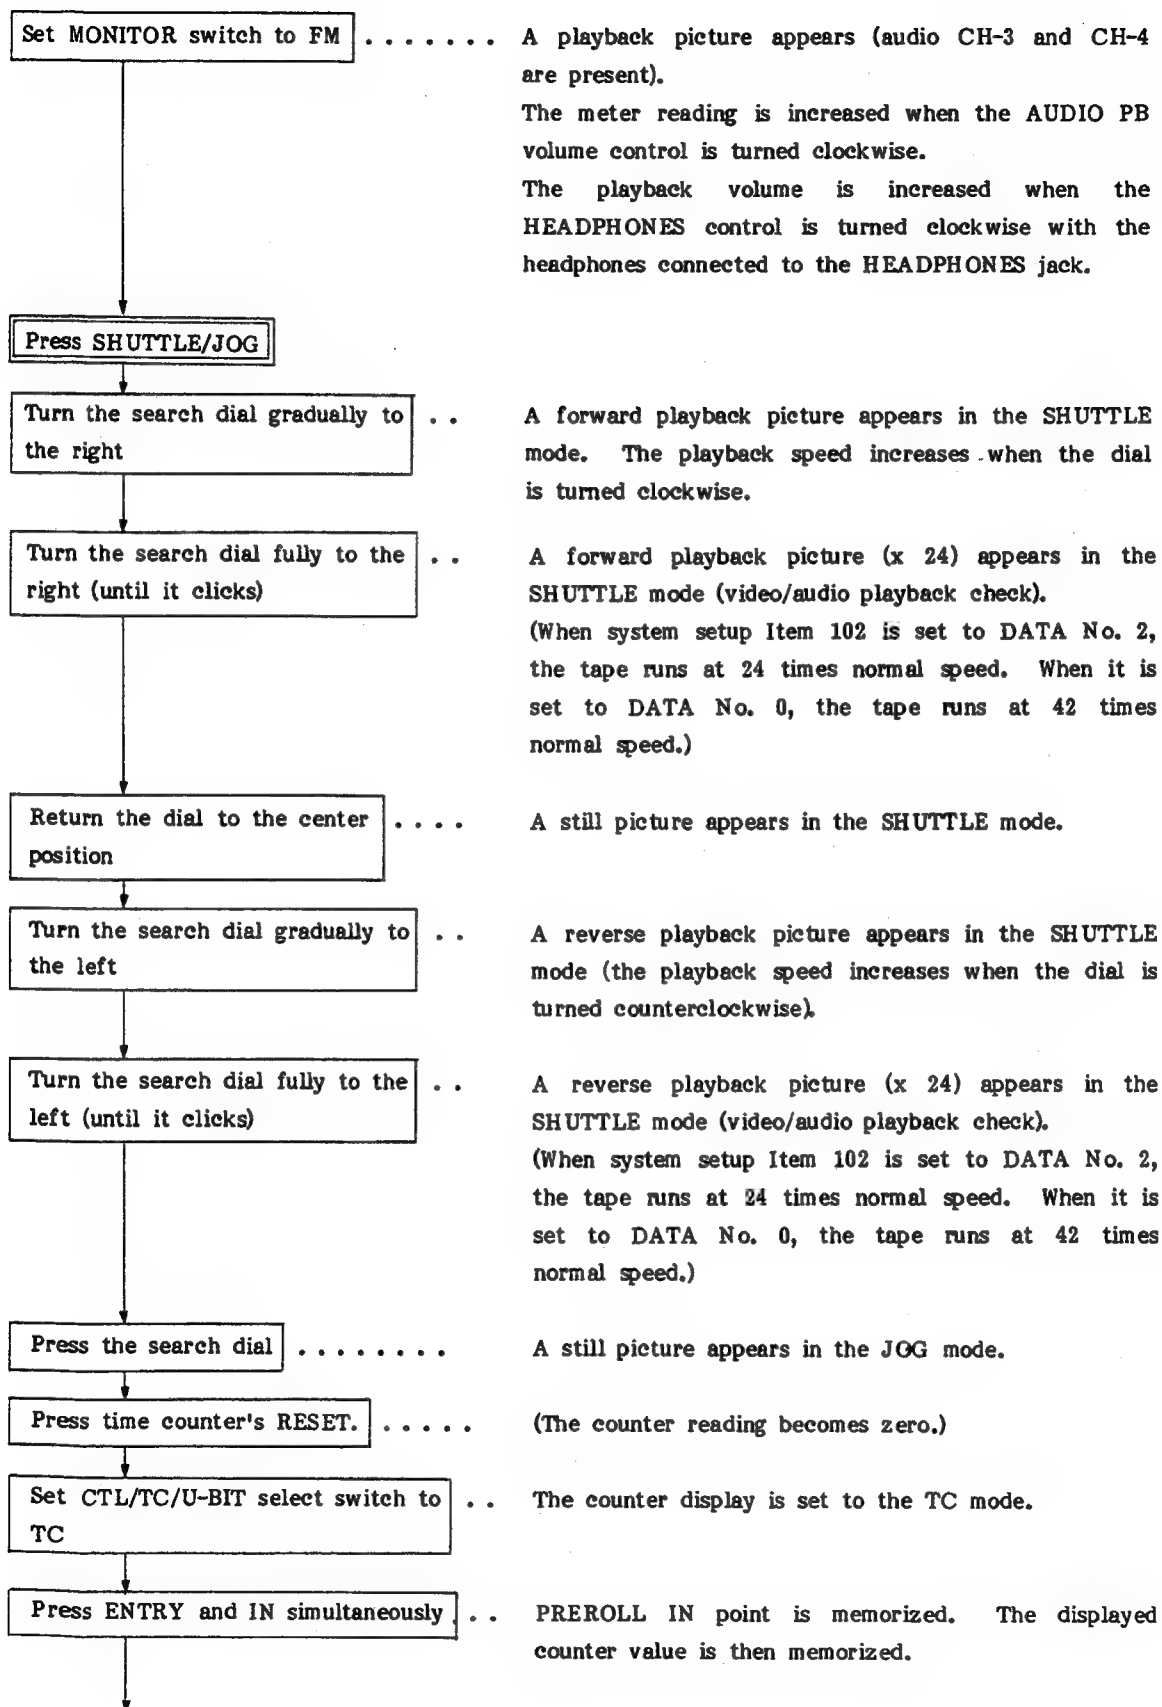 Set MONITOR switch to FM . . . . . . . A playback picture appears (audio CH-3 and CH-4
are present).
The meter reading is increased when the AUDIO PB
volume control is turned clockwise.
The playback volume is increased when the
HEADPHONES control is turned clockwise with the
headphones connected to the HEADPHONES jack.
Press SHUTTLE/JOG
Turn the search dial gradually to
the right
. . A forward playback picture appears in the SHUTTLE
mode. The playback speed increases when the dial
is turned clockwise.
Turn the search dial fully to the
right (until it clicks)
. . A forward playback picture (x 24) appears in the
SHUTTLE mode (video/audio playback check).
(When system setup Item 102 is set to DATA No. 2,
the tape runs at 24 times normal speed. When it is
set to DATA No. 0, the tape runs at 42 times
normal speed.)
Return the dial to the center
position
. . . . A still picture appears in the SHUTTLE mode.
Turn the search dial gradually to
the left
. . A reverse playback picture appears in the SHUTTLE
mode (the playback speed increases when the dial is
turned counterclockwise).
Turn the search dial fully to the
left (until it clicks)
. . A reverse playback picture (x 24) appears in the
SHUTTLE mode (video/audio playback check).
(When system setup Item 102 is set to DATA No. 2,
the tape runs at 24 times normal speed. When it is
set to DATA No. 0, the tape runs at 42 times
normal speed.)
Press the search dial . . . . . . . . A still picture appears in the JOG mode.
Press time counter's RESET. . . . . . (The counter reading becomes zero.)
Set CTL/TC/U-BIT select switch to
TC
. . The counter display is set to the TC mode.
Press ENTRY and IN simultaneously . . PREROLL IN point is memorized. The displayed
counter value is then memorized.